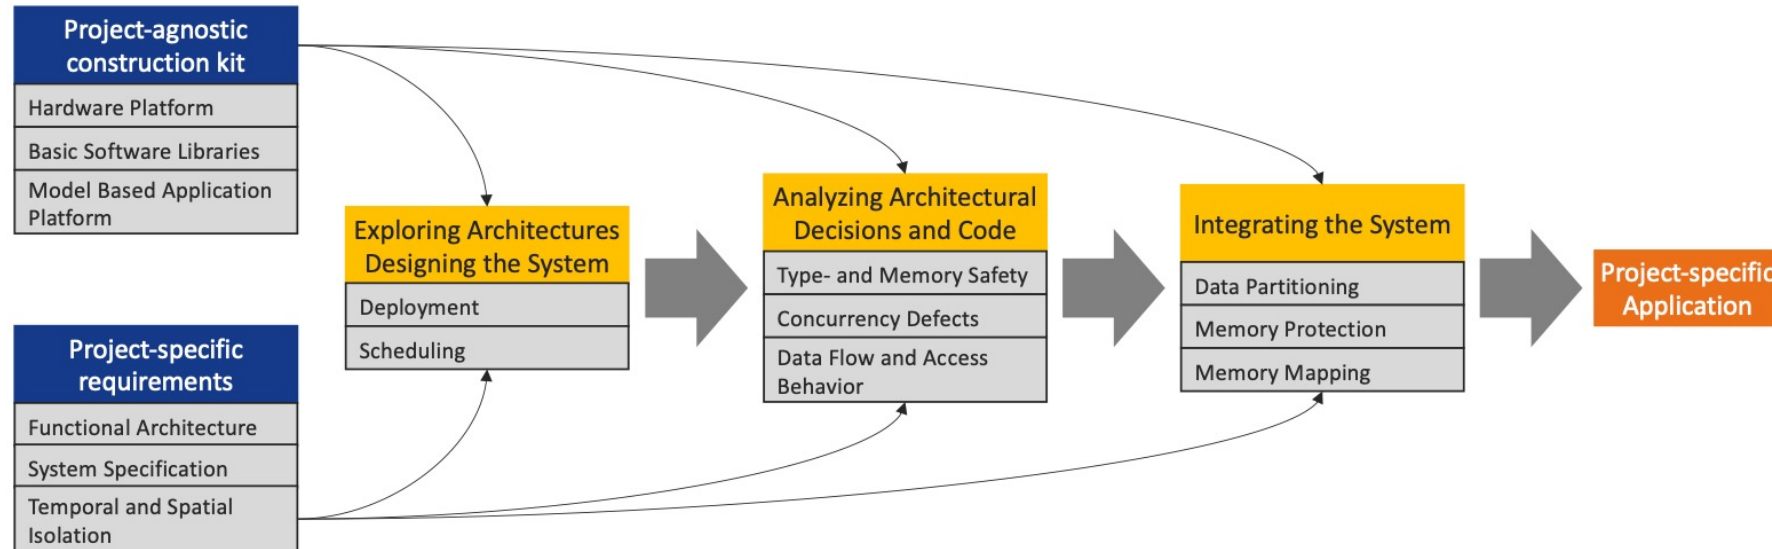 Project-agnostic
construction kit
Hardware Platform
Basic Software Libraries
Model Based Application
Platform
Project-specific
requirements
Functional Architecture
System Specification
Temporal and Spatial
Isolation
Exploring Architectures
Designing the System
Deployment
Scheduling
Analyzing Architectural
Decisions and Code
Type- and Memory Safety
Concurrency Defects
Data Flow and Access
Behavior
Integrating the System
Data Partitioning
Memory Protection
Memory Mapping
Project-specific
Application